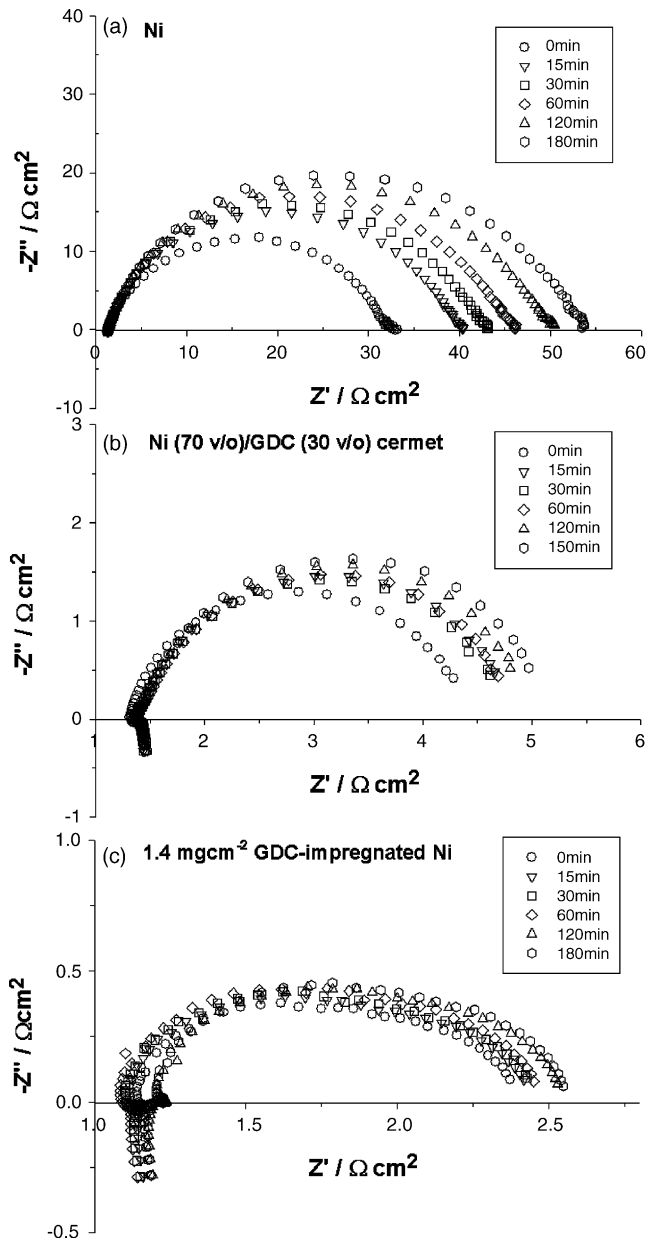 (a) Ni
0min
15min
30min
60min
120min
180min
40
30
20
10
0
-10
-Z" / Ω cm²
0 10 20 30 40 50 60
Z' / Ω cm²
(b) Ni (70 v/o)/GDC (30 v/o) cermet
0min
15min
30min
60min
120min
150min
3
2
1
0
-1
-Z" / Ω cm²
1 2 3 4 5 6
Z' / Ω cm²
(c) 1.4 mgcm⁻² GDC-impregnated Ni
0min
15min
30min
60min
120min
180min
1.0
0.5
0.0
-0.5
-Z" / Ωcm²
1.0 1.5 2.0 2.5
Z' / Ω cm²